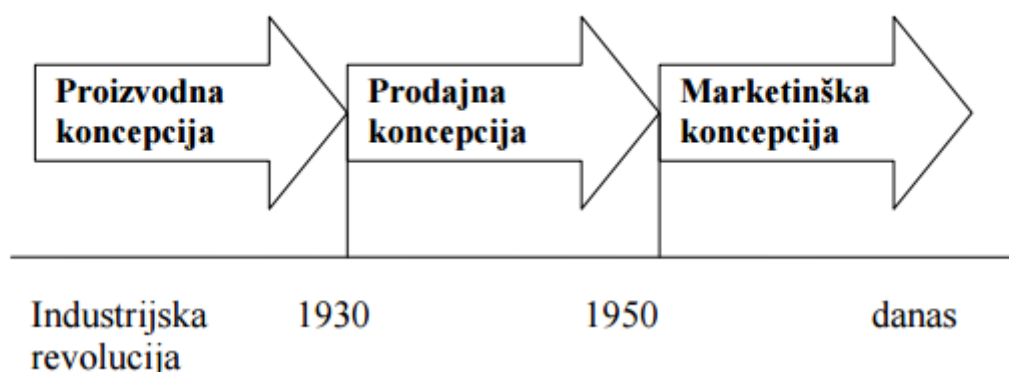 Proizvodna
koncepcija
Prodajna
koncepcija
Marketinška
koncepcija
Industrijska
revolucija
1930
1950
danas